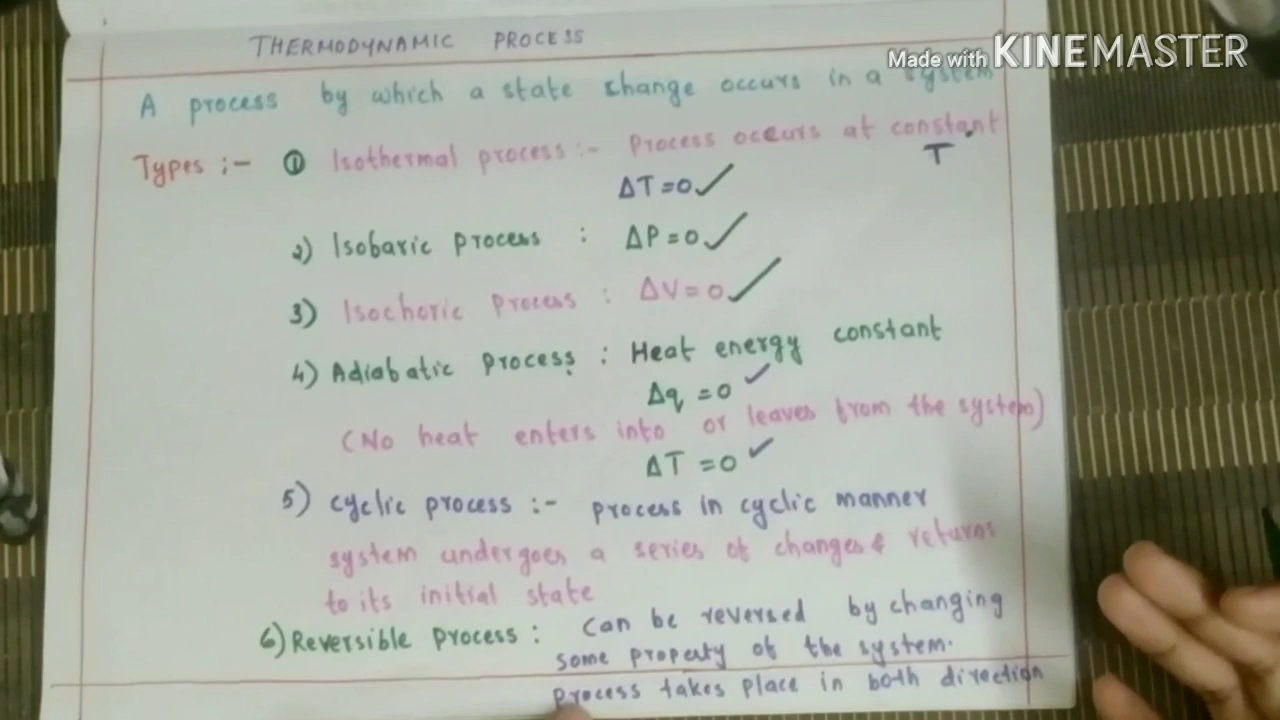 THERMODYNAMIC PROCESS
Made with KINEMASTER
A process by which a state change occurs in a system
Types :- ① Isothermal process :- Process occurs at constant
T
ΔT = 0 ✓
2) Isobaric process : ΔP = 0 ✓
3) Isochoric Process : ΔV = 0 ✓
4) Adiabatic process : Heat energy constant
Δq = 0 ✓
(No heat enters into or leaves from the system)
ΔT = 0 ✓
5) cyclic process :- process in cyclic manner
system undergoes a series of changes & returns
to its initial state
6) Reversible process : can be reversed by changing
some property of the system.
process takes place in both direction